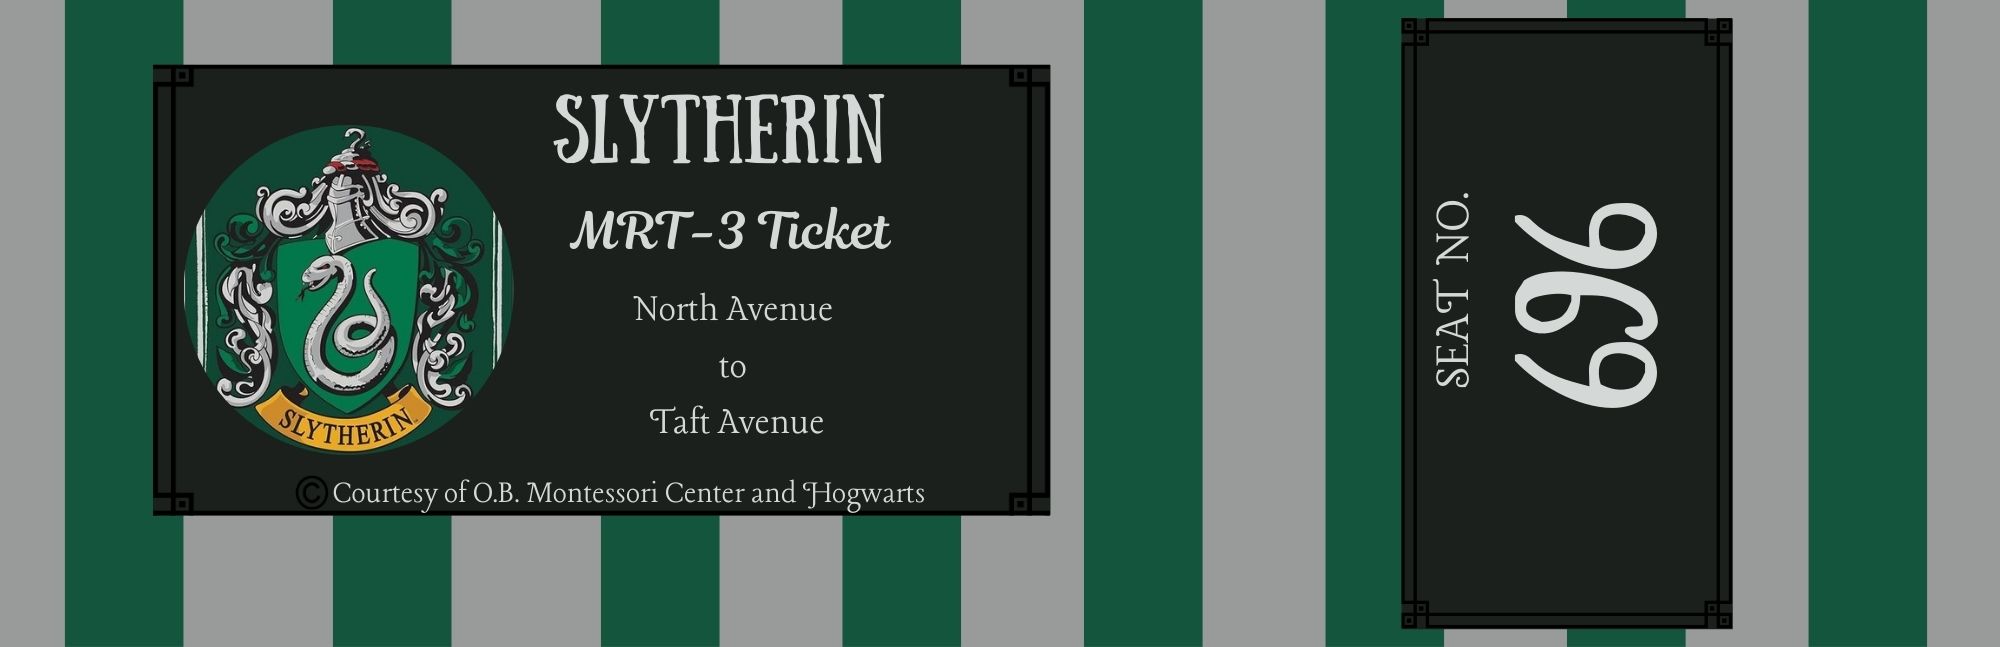 SLYTHERIN
MRT-3 Ticket
North Avenue
to
Taft Avenue
SLYTHERIN
© Courtesy of O.B. Montessori Center and Hogwarts
SEAT NO.
696